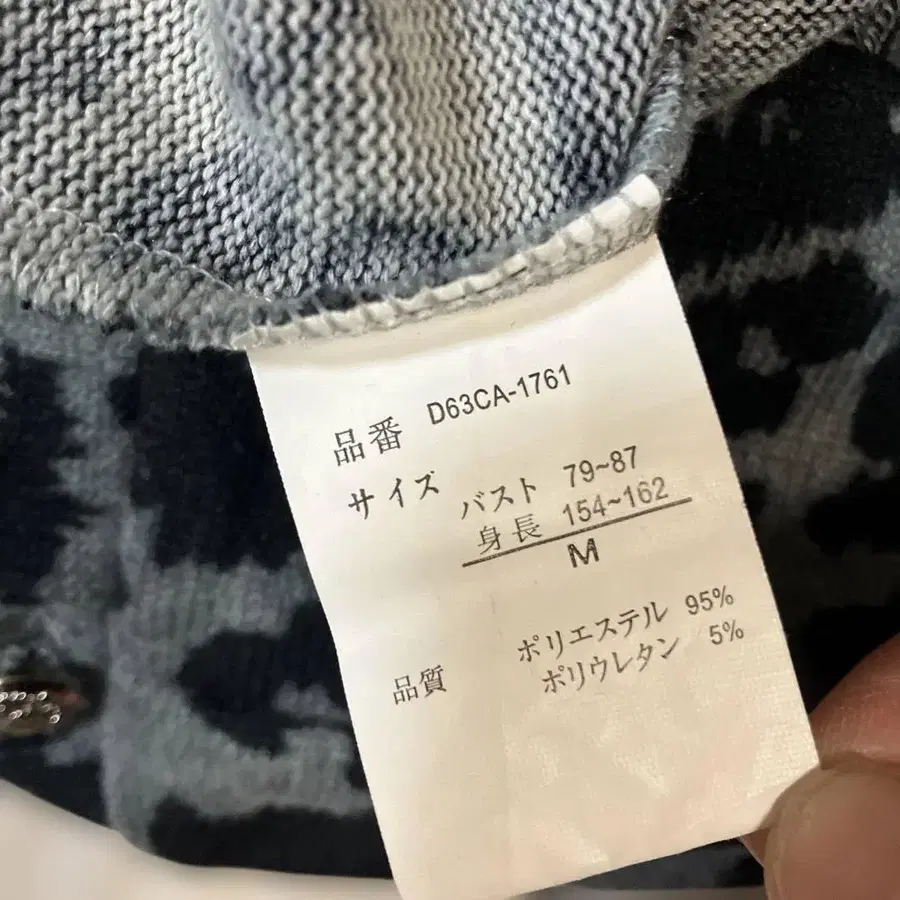 品番 D63CA-1761
サイズ バスト 79~87
身長 154~162
M
品質 ポリエステル 95%
ポリウレタン 5%